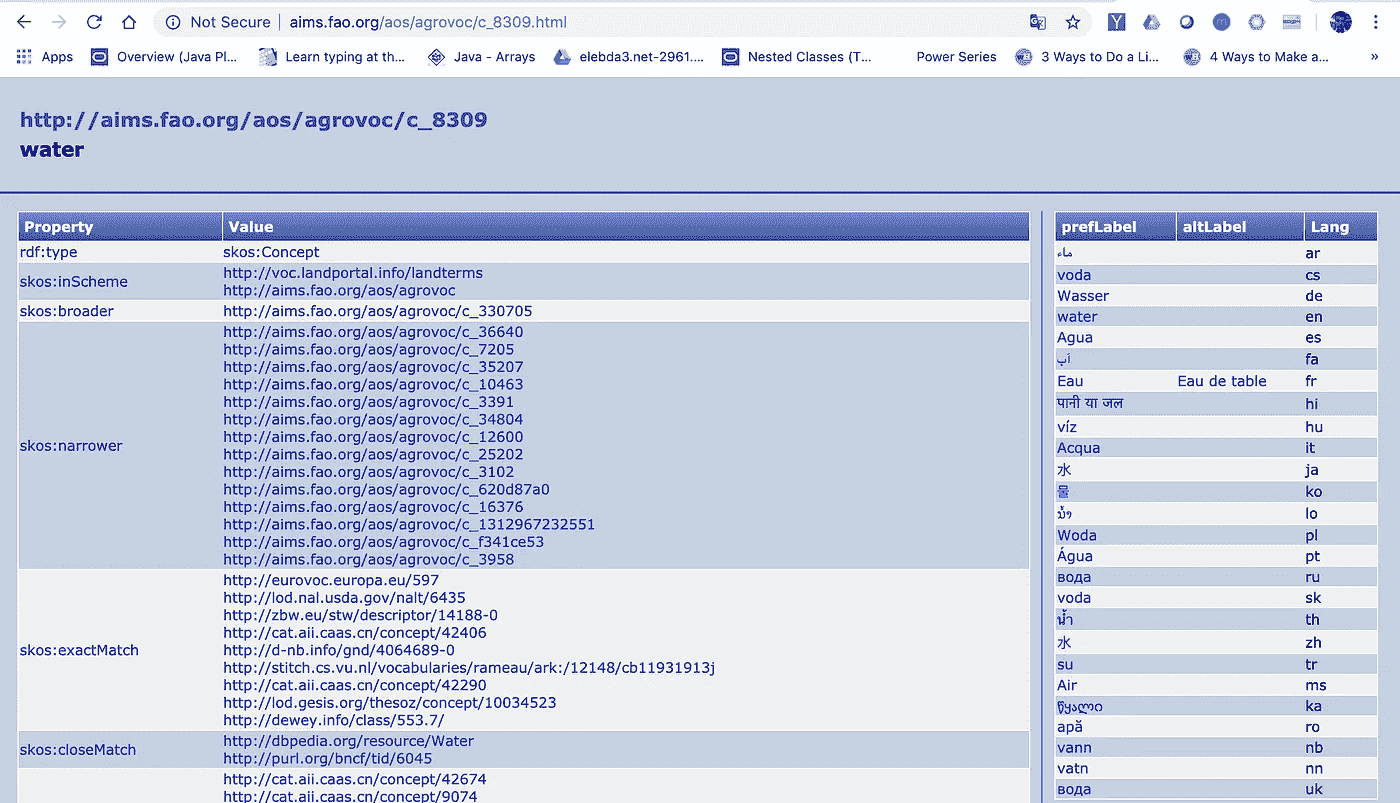 Not Secure | aims.fao.org/aos/agrovoc/c_8309.html
Apps Overview (Java Pl... Learn typing at th... Java - Arrays elebda3.net-2961.... Nested Classes (T... Power Series 3 Ways to Do a Li... 4 Ways to Make a... »
http://aims.fao.org/aos/agrovoc/c_8309
water
Property Value
rdf:type skos:Concept
skos:inScheme
http://voc.landportal.info/landterms
http://aims.fao.org/aos/agrovoc
skos:broader http://aims.fao.org/aos/agrovoc/c_330705
skos:narrower
http://aims.fao.org/aos/agrovoc/c_36640
http://aims.fao.org/aos/agrovoc/c_7205
http://aims.fao.org/aos/agrovoc/c_35207
http://aims.fao.org/aos/agrovoc/c_10463
http://aims.fao.org/aos/agrovoc/c_3391
http://aims.fao.org/aos/agrovoc/c_34804
http://aims.fao.org/aos/agrovoc/c_12600
http://aims.fao.org/aos/agrovoc/c_25202
http://aims.fao.org/aos/agrovoc/c_3102
http://aims.fao.org/aos/agrovoc/c_620d87a0
http://aims.fao.org/aos/agrovoc/c_16376
http://aims.fao.org/aos/agrovoc/c_1312967232551
http://aims.fao.org/aos/agrovoc/c_f341ce53
http://aims.fao.org/aos/agrovoc/c_3958
skos:exactMatch
http://eurovoc.europa.eu/597
http://lod.nal.usda.gov/nalt/6435
http://zbw.eu/stw/descriptor/14188-0
http://cat.aii.caas.cn/concept/42406
http://d-nb.info/gnd/4064689-0
http://stitch.cs.vu.nl/vocabularies/rameau/ark:/12148/cb11931913j
http://cat.aii.caas.cn/concept/42290
http://lod.gesis.org/thesoz/concept/10034523
http://dewey.info/class/553.7/
skos:closeMatch
http://dbpedia.org/resource/Water
http://purl.org/bncf/tid/6045
http://cat.aii.caas.cn/concept/42674
http://cat.aii.caas.cn/concept/9074
prefLabel altLabel Lang
ماء ar
voda cs
Wasser de
water en
Agua es
آب fa
Eau Eau de table fr
पानी या जल hi
víz hu
Acqua it
水 ja
물 ko
ນ້ຳ lo
Woda pl
Água pt
вода ru
voda sk
น้ำ th
水 zh
su tr
Air ms
წყალი ka
apă ro
vann nb
vatn nn
вода uk